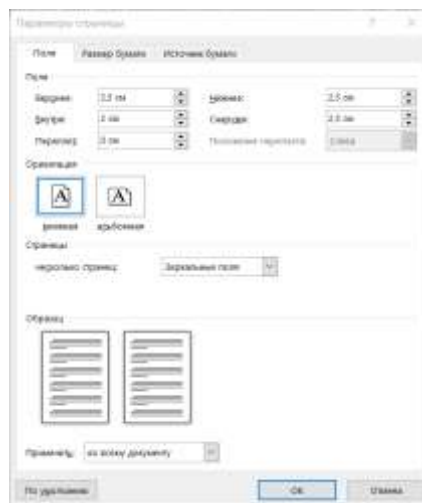 Параметры страницы ? ×
Поля Размер бумаги Источник бумаги
Поля
Верхнее: 2,5 см Нижнее: 2,5 см
Внутри: 2 см Снаружи: 2,5 см
Переплет: 0 см Положение переплета: Слева
Ориентация
книжная альбомная
Страницы
несколько страниц: Зеркальные поля
Образец
Применить: ко всему документу
По умолчанию ОК Отмена